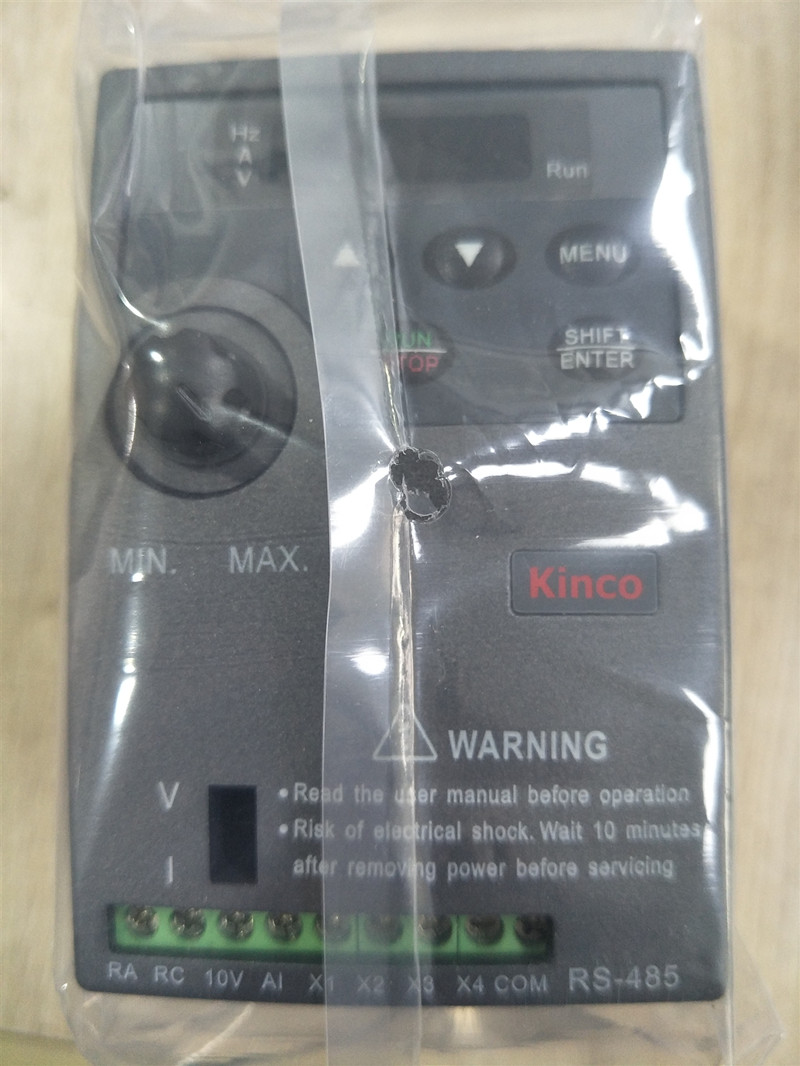 Hz
A
V
Run
MENU
RUN
STOP
SHIFT
ENTER
MIN. MAX.
Kinco
WARNING
V
I
•Read the user manual before operation
•Risk of electrical shock. Wait 10 minutes
after removing power before servicing
RA RC 10V AI X1 X2 X3 X4 COM RS-485